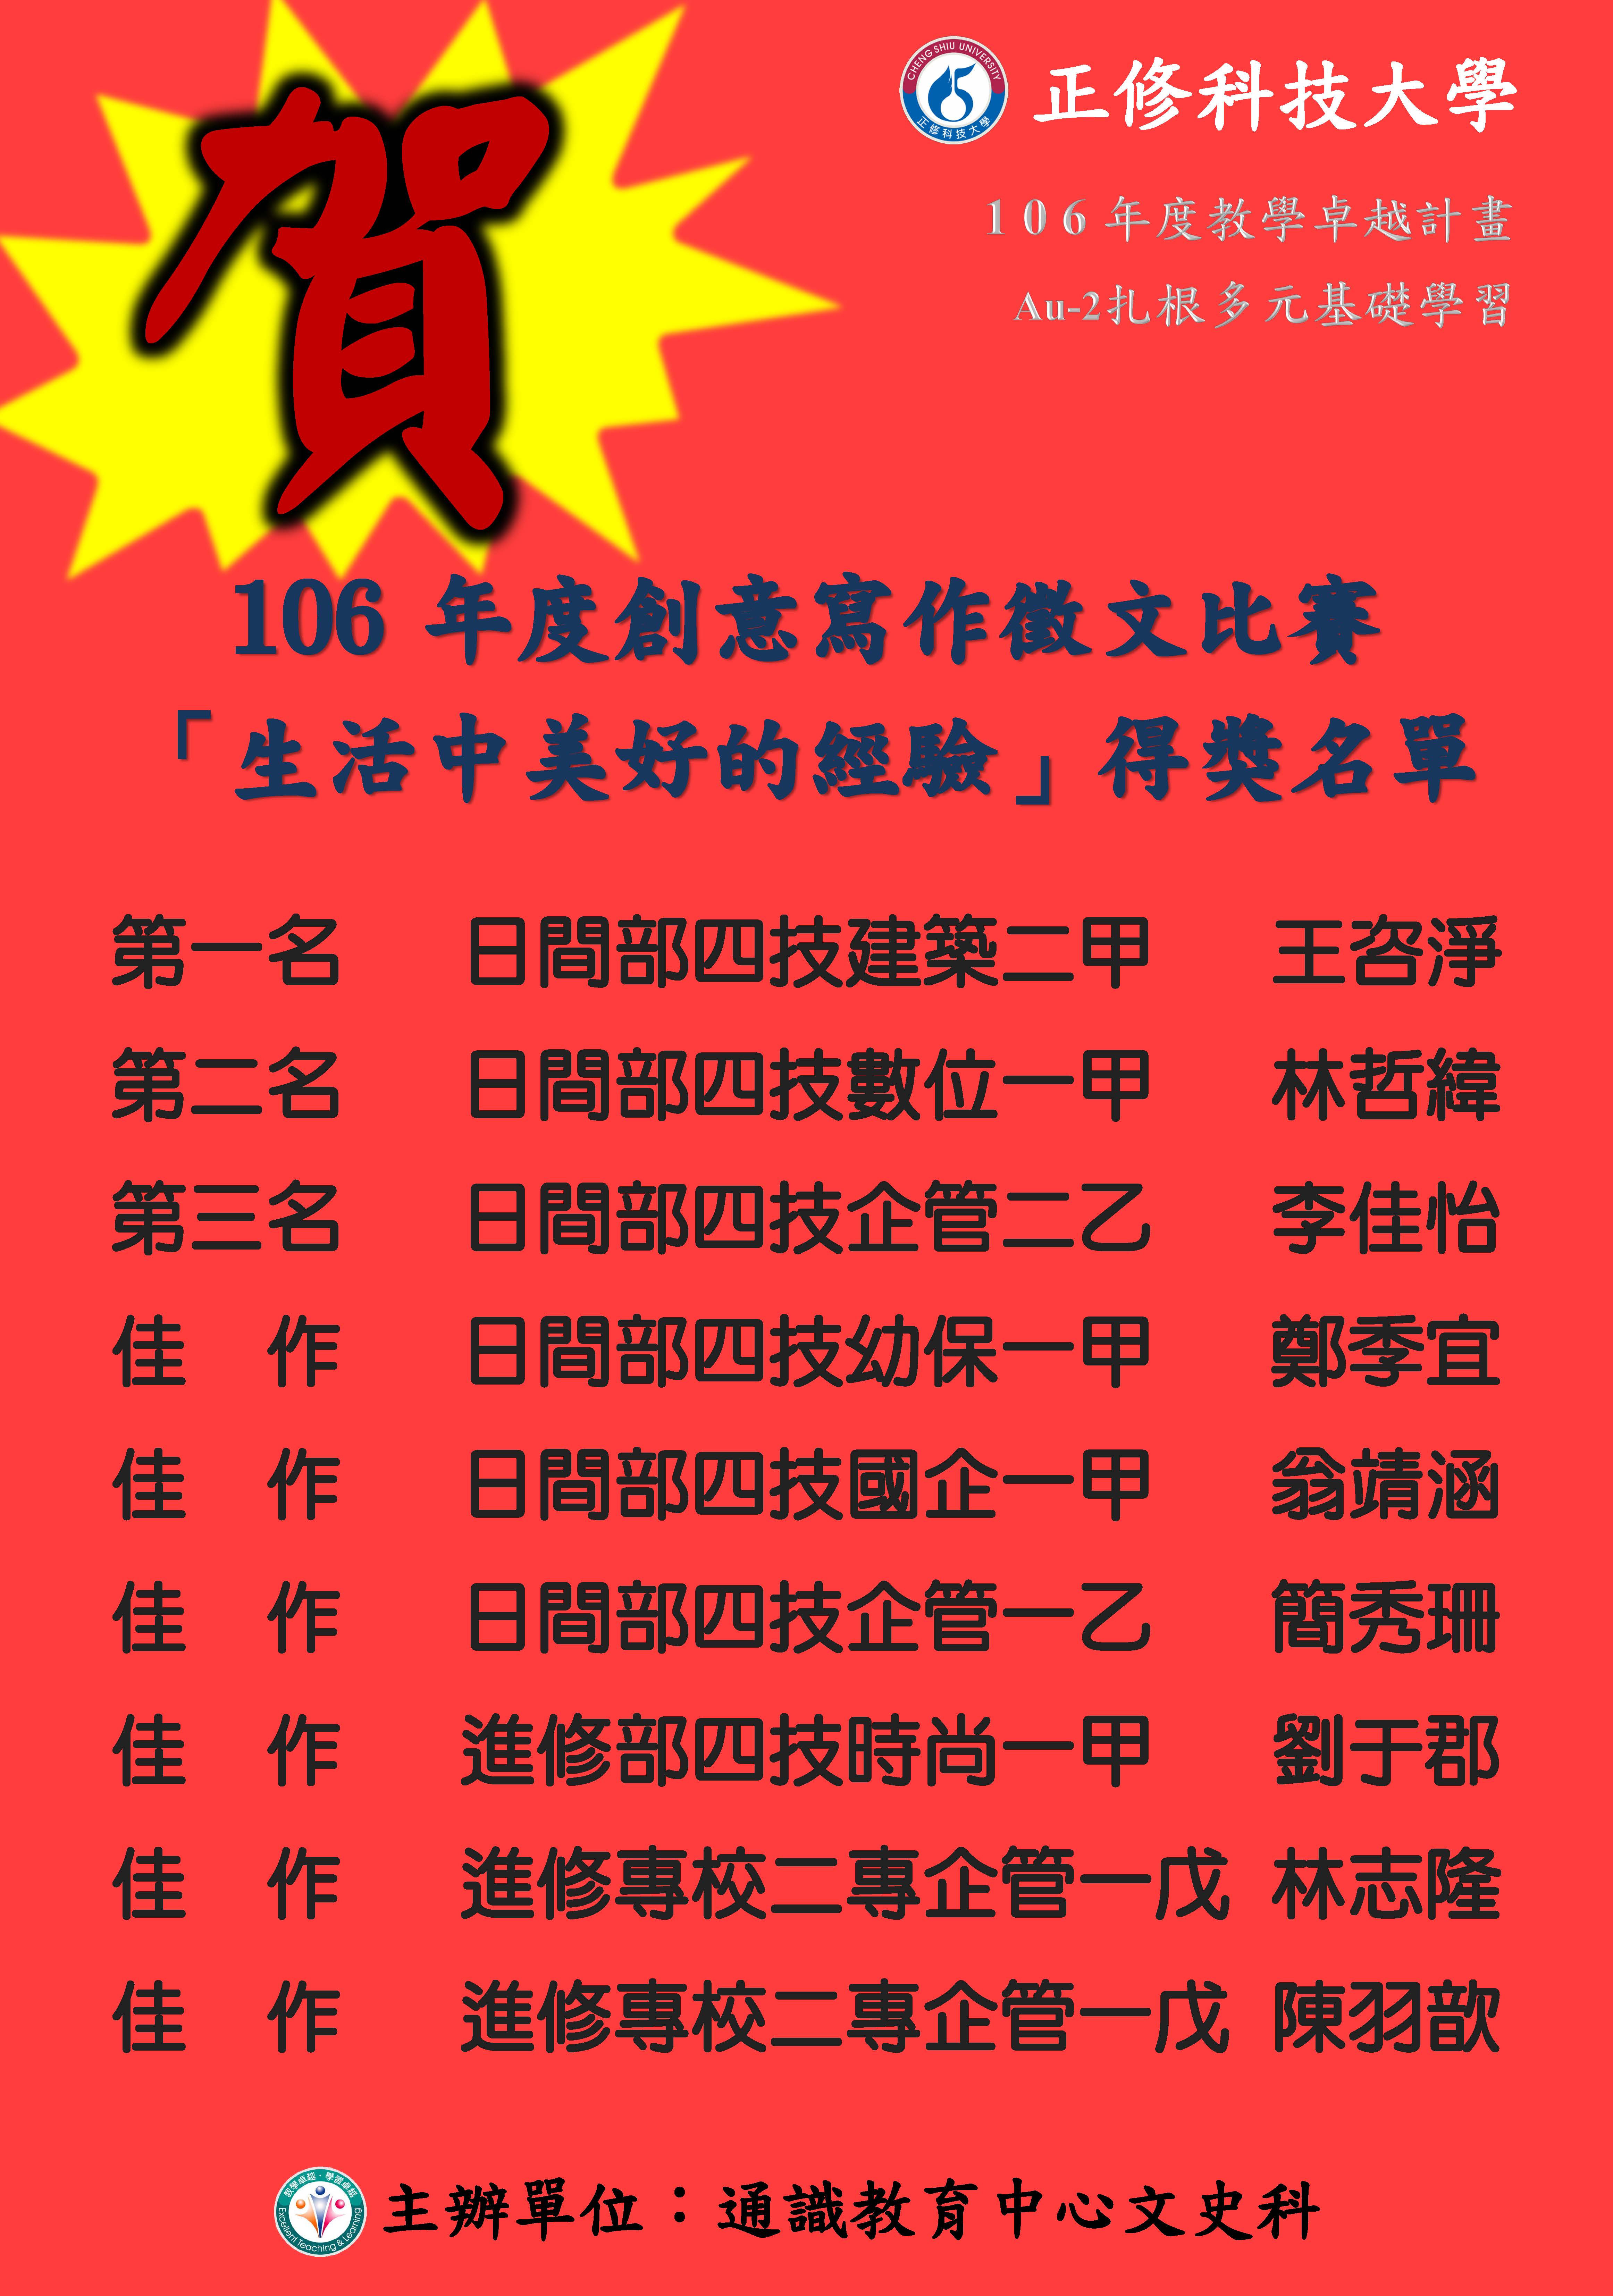 賀
CHENG SHIU UNIVERSITY
正修科技大學
正修科技大學
106年度教學卓越計畫
Au-2扎根多元基礎學習
106 年度創意寫作徵文比賽
「生活中美好的經驗」得獎名單
第一名 日間部四技建築二甲 王咨淨
第二名 日間部四技數位一甲 林哲緯
第三名 日間部四技企管二乙 李佳怡
佳 作 日間部四技幼保一甲 鄭季宜
佳 作 日間部四技國企一甲 翁靖涵
佳 作 日間部四技企管一乙 簡秀珊
佳 作 進修部四技時尚一甲 劉于郡
佳 作 進修專校二專企管一戊 林志隆
佳 作 進修專校二專企管一戊 陳羽歆
教學卓越·學習卓越
Excellent Teaching & Learning
主辦單位：通識教育中心文史科